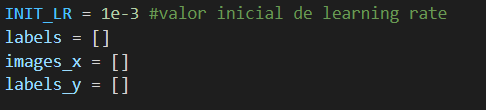 INIT_LR = 1e-3 #valor inicial de learning rate
labels = []
images_x = []
labels_y = []